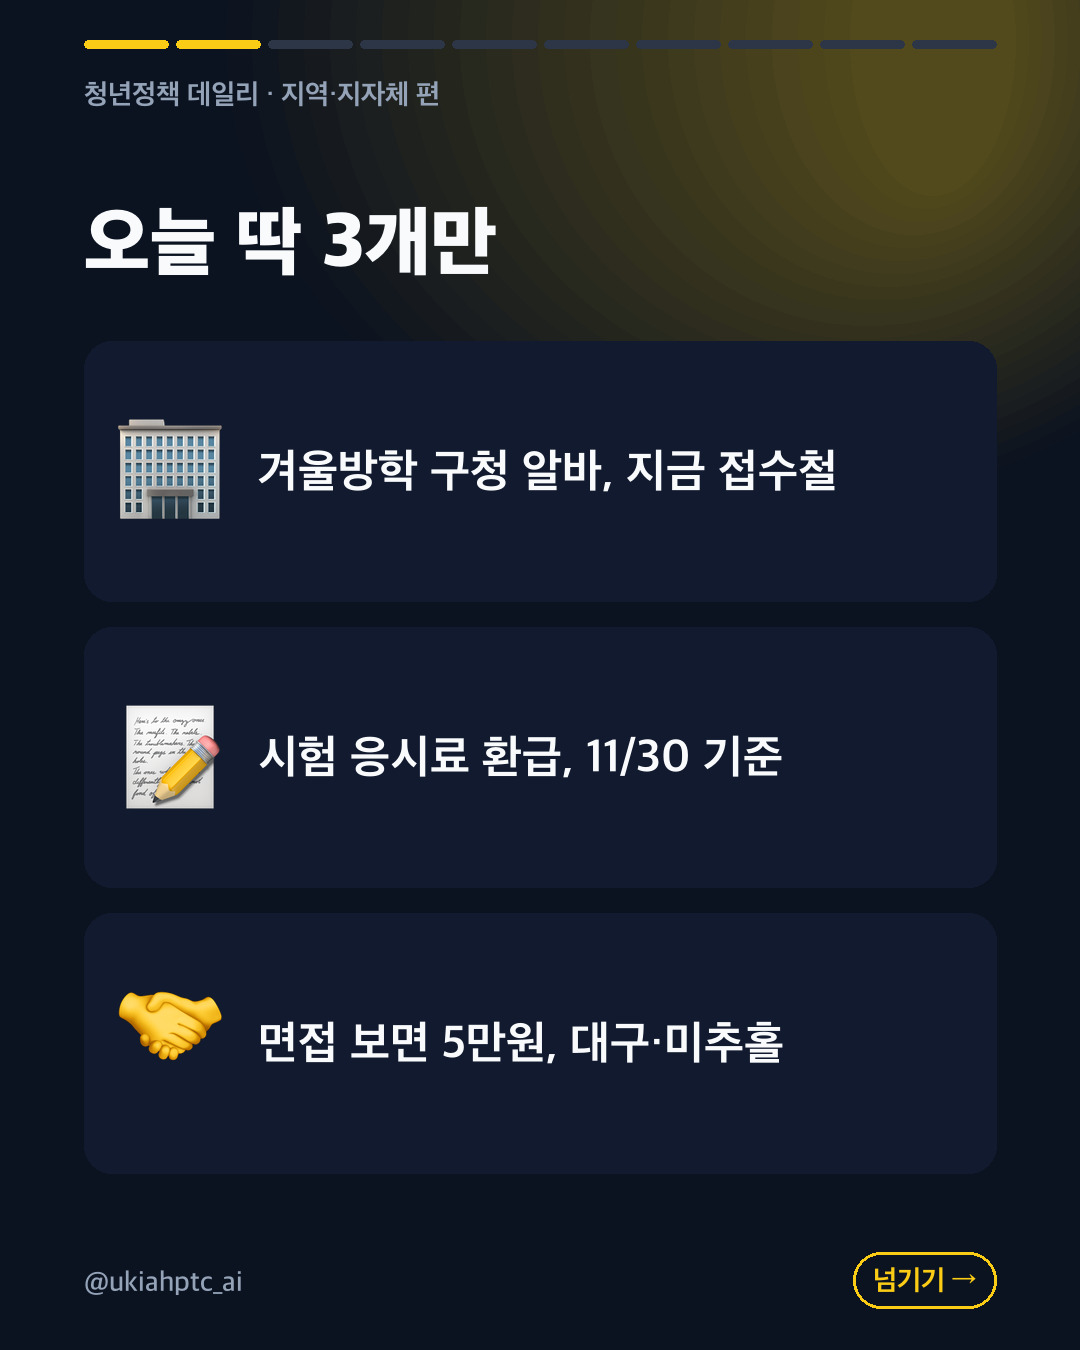 청년정책 데일리 · 지역·지자체 편
오늘 딱 3개만
겨울방학 구청 알바, 지금 접수철
시험 응시료 환급, 11/30 기준
면접 보면 5만원, 대구·미추홀
@ukiahptc_ai
넘기기 →